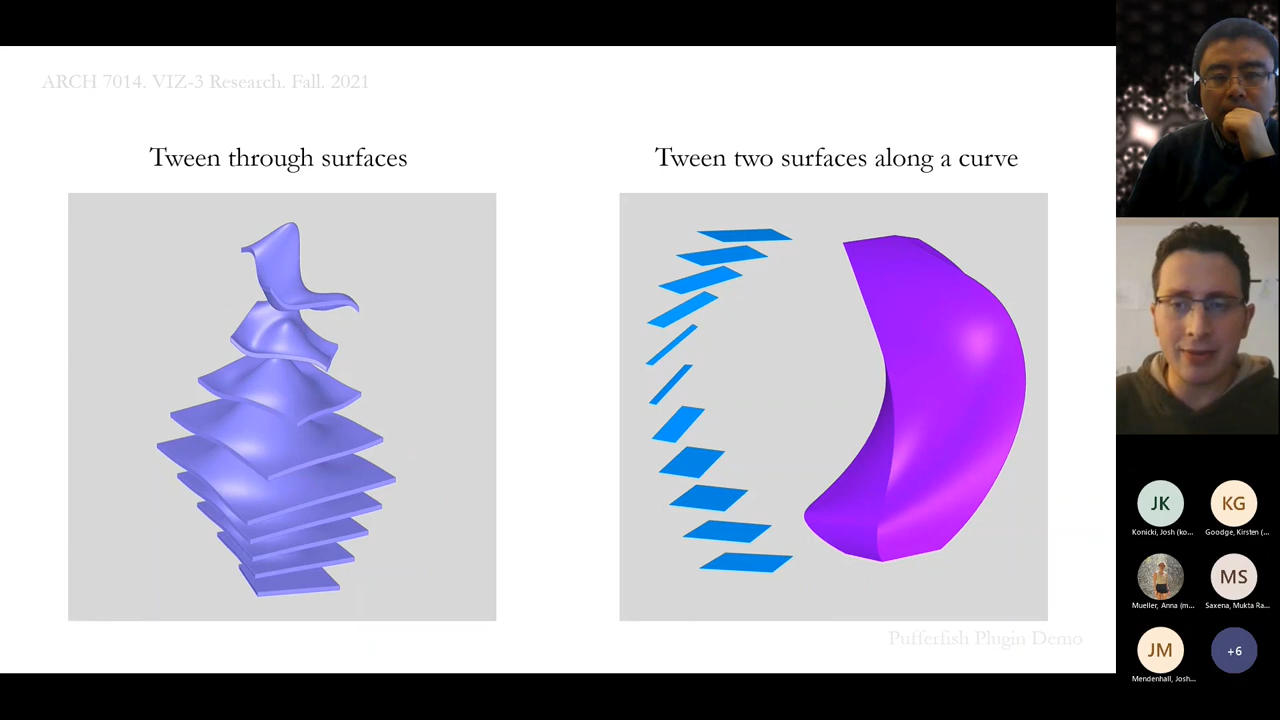 ARCH 7014. VIZ-3 Research. Fall. 2021
Tween through surfaces
Tween two surfaces along a curve
Pufferfish Plugin Demo
JK
KG
Konicki, Josh (ko...
Goodge, Kirsten (...
MS
Mueller, Anna (m...
Saxena, Mukta Ra...
JM
+6
Mendenhall, Josh...